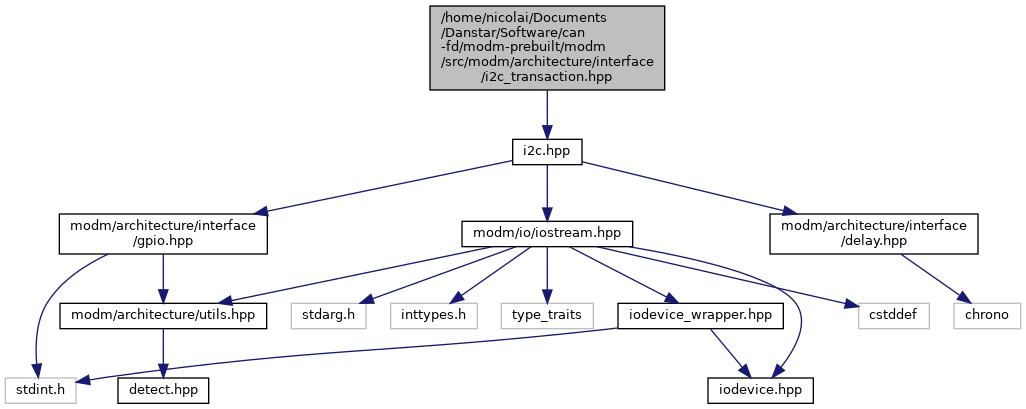 /home/nicolai/Documents
/Danstar/Software/can
-fd/modm-prebuilt/modm
/src/modm/architecture/interface
/i2c_transaction.hpp
i2c.hpp
modm/architecture/interface
/gpio.hpp
modm/io/iostream.hpp
modm/architecture/interface
/delay.hpp
modm/architecture/utils.hpp
stdarg.h
inttypes.h
type_traits
iodevice_wrapper.hpp
cstddef
chrono
stdint.h
detect.hpp
iodevice.hpp